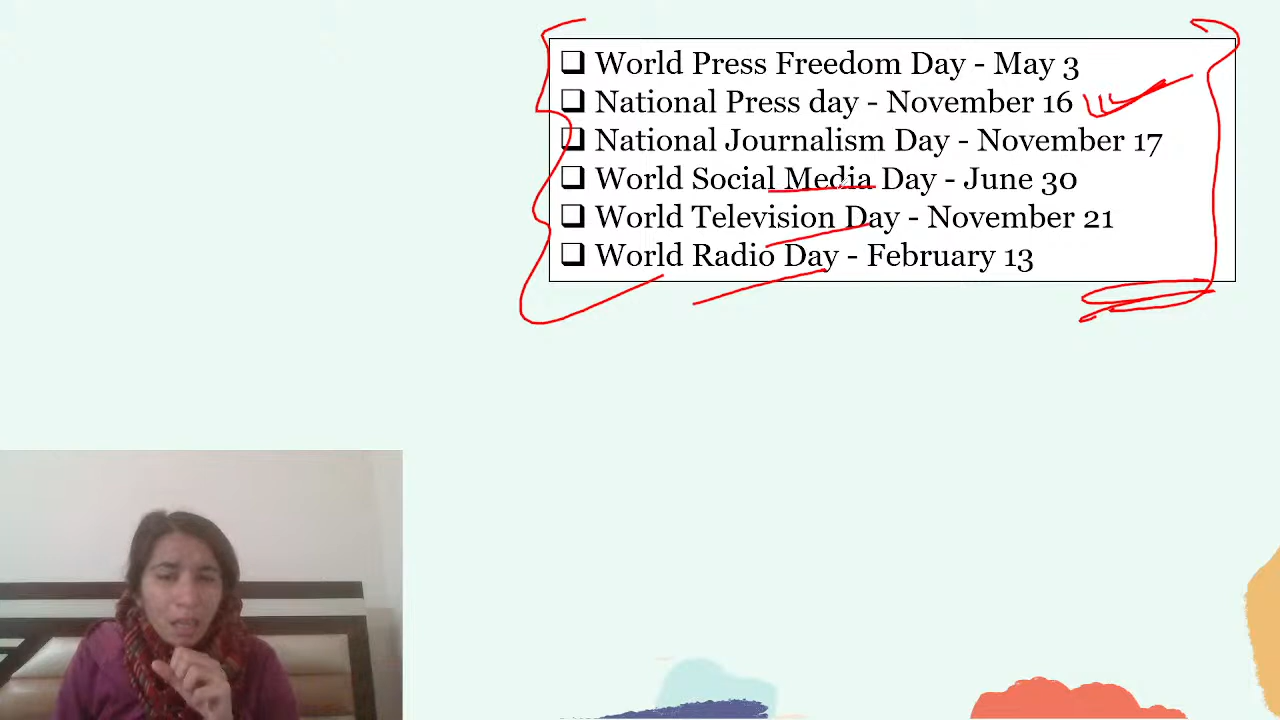 ❑ World Press Freedom Day - May 3
❑ National Press day - November 16
❑ National Journalism Day - November 17
❑ World Social Media Day - June 30
❑ World Television Day - November 21
❑ World Radio Day - February 13